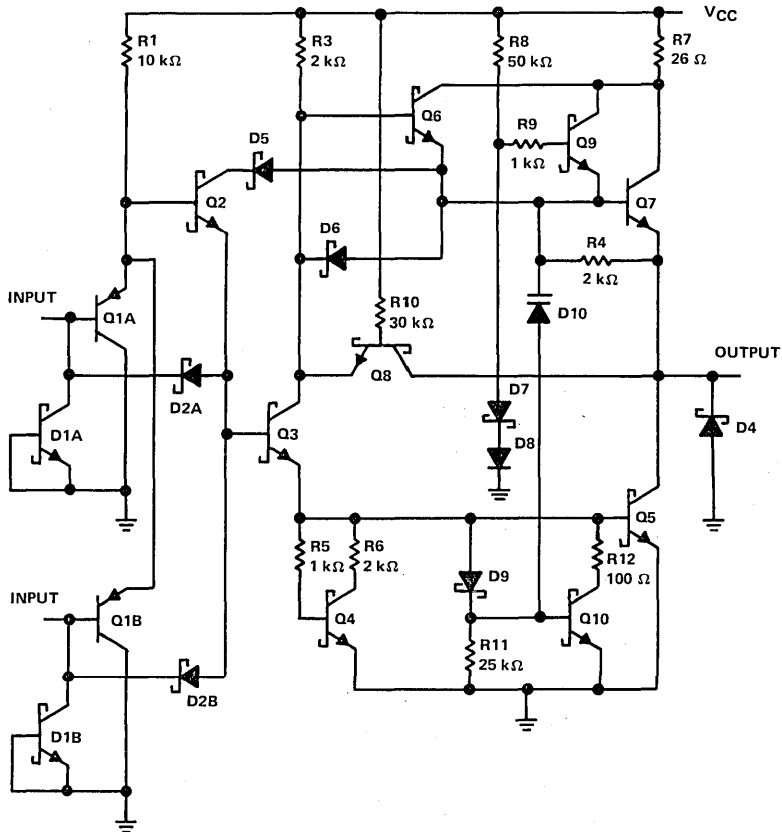 VCC
R1
10 kΩ
R3
2 kΩ
R8
50 kΩ
R7
26 Ω
Q6
R9
1 kΩ
Q9
D5
Q2
Q7
D6
R4
2 kΩ
INPUT
Q1A
R10
30 kΩ
D10
OUTPUT
Q8
D2A
D7
D4
D1A
Q3
D8
Q5
R5
1 kΩ
R6
2 kΩ
R12
100 Ω
D9
INPUT
Q1B
Q4
Q10
R11
25 kΩ
D2B
D1B